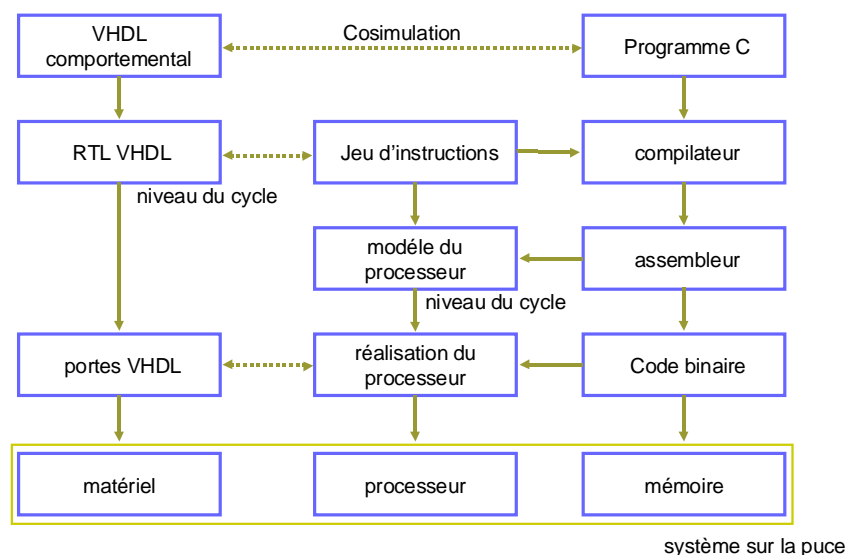 VHDL
comportemental
Cosimulation
Programme C
RTL VHDL
Jeu d'instructions
compilateur
niveau du cycle
modéle du
processeur
assembleur
niveau du cycle
portes VHDL
réalisation du
processeur
Code binaire
matériel
processeur
mémoire
système sur la puce